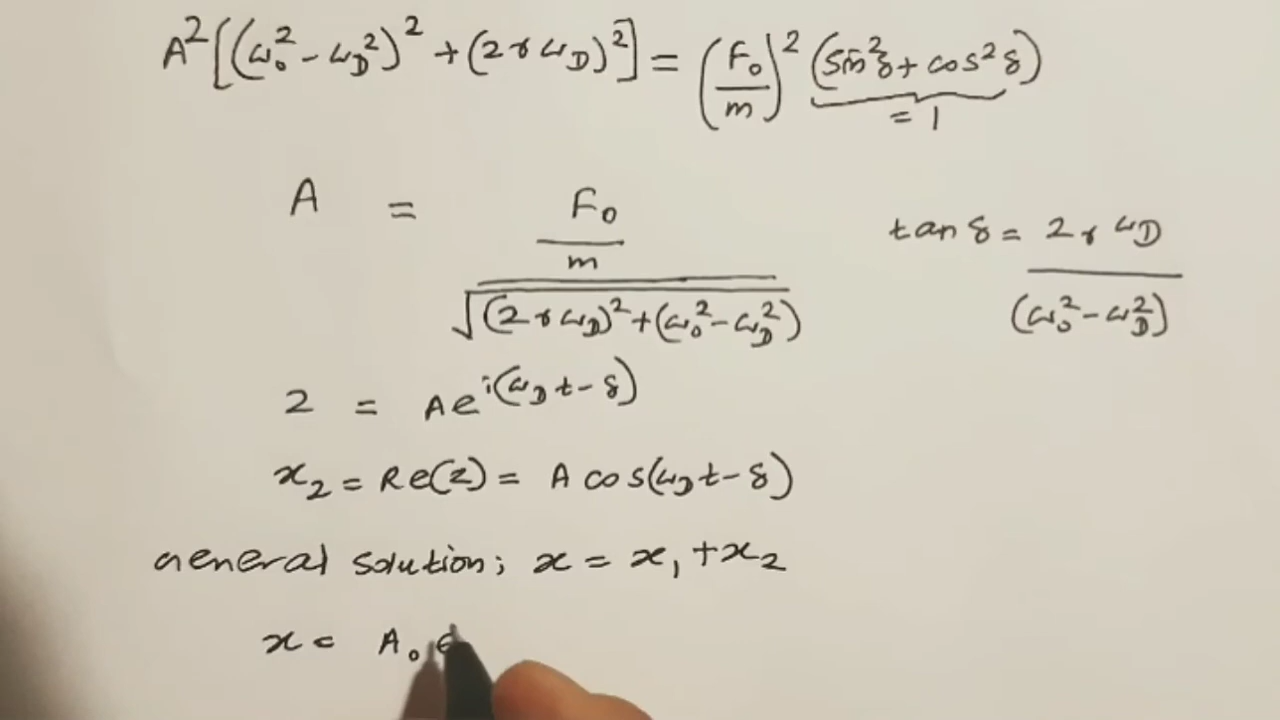 A²[(ω₀² - ω_D²)² + (2γω_D)²] = (F₀/m)² (sin²δ + cos²δ)
= 1
A = (F₀/m) / √((2γω_D)² + (ω₀² - ω_D²))
tan δ = 2γω_D / (ω₀² - ω_D²)
z = Ae^{i(ω_D t - δ)}
x₂ = Re(z) = A cos(ω_D t - δ)
General solution; x = x₁ + x₂
x = A₀ e